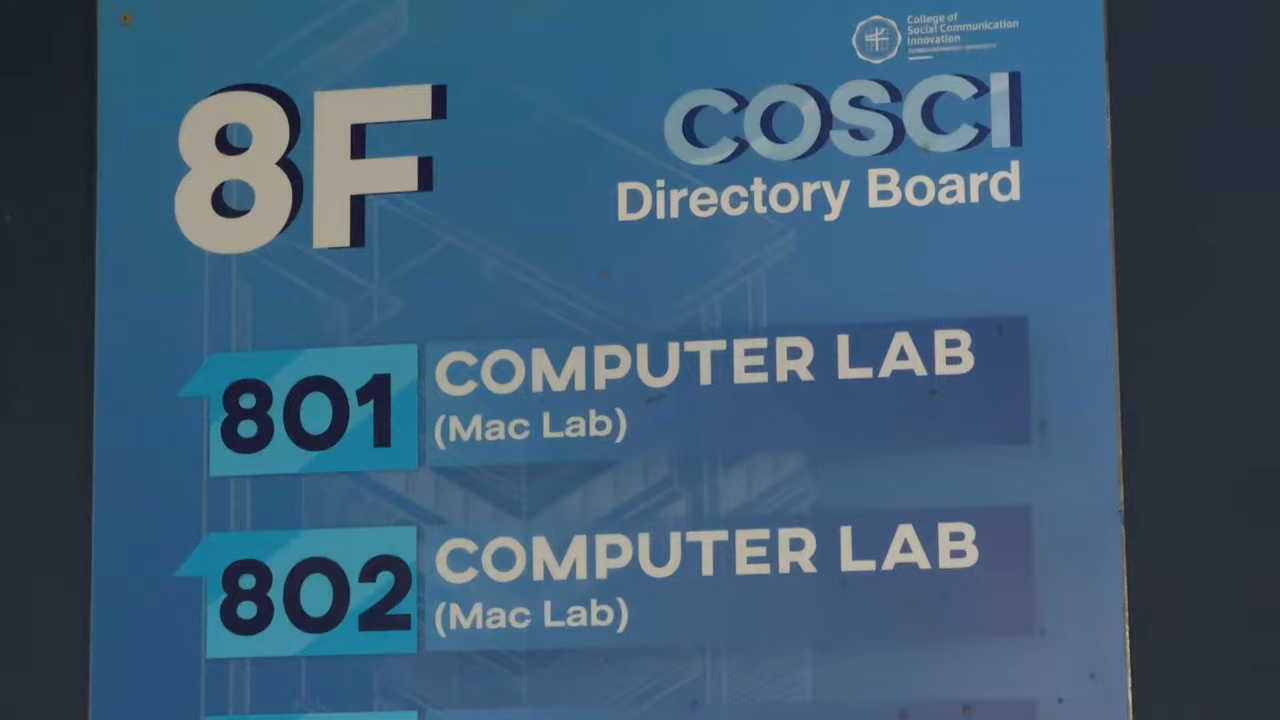 College of
Social Communication
Innovation
8F
COSCI
Directory Board
801
COMPUTER LAB
(Mac Lab)
802
COMPUTER LAB
(Mac Lab)